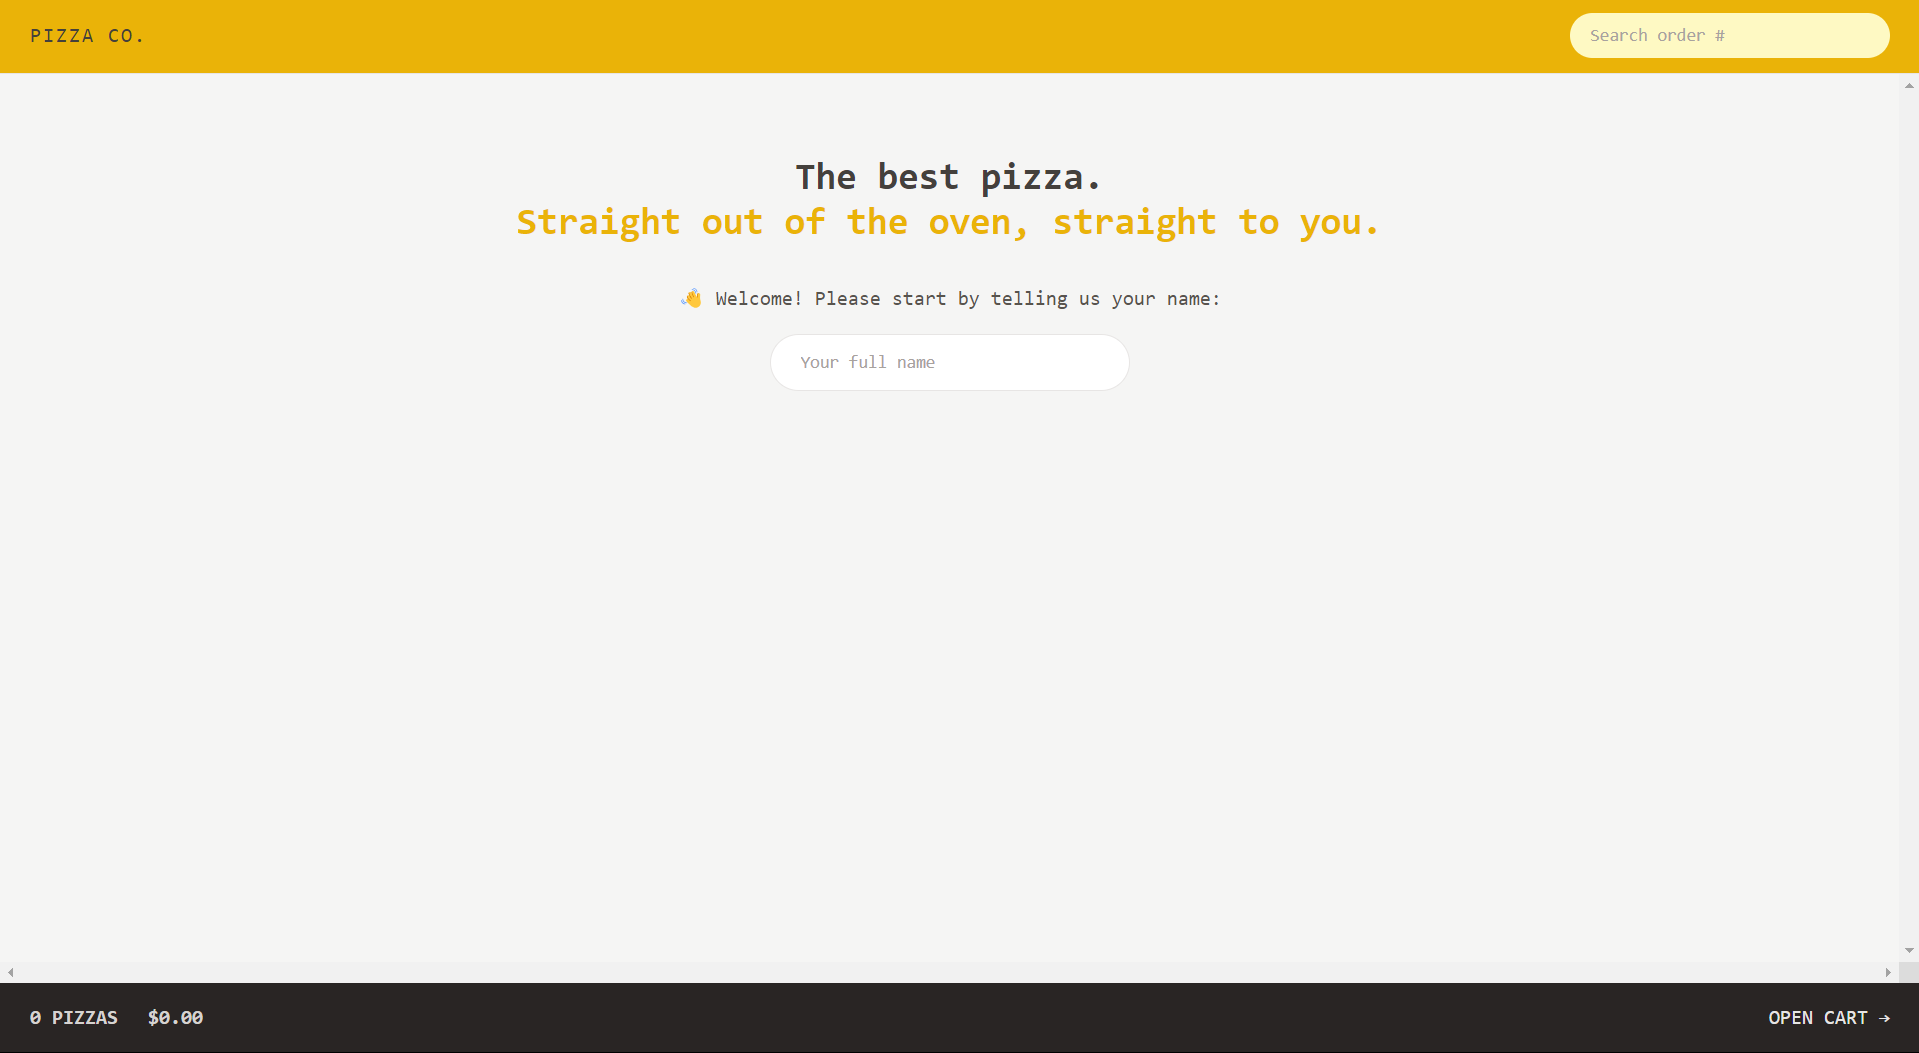 PIZZA CO.
Search order #
The best pizza.
Straight out of the oven, straight to you.
👋 Welcome! Please start by telling us your name:
Your full name
0 PIZZAS $0.00
OPEN CART →